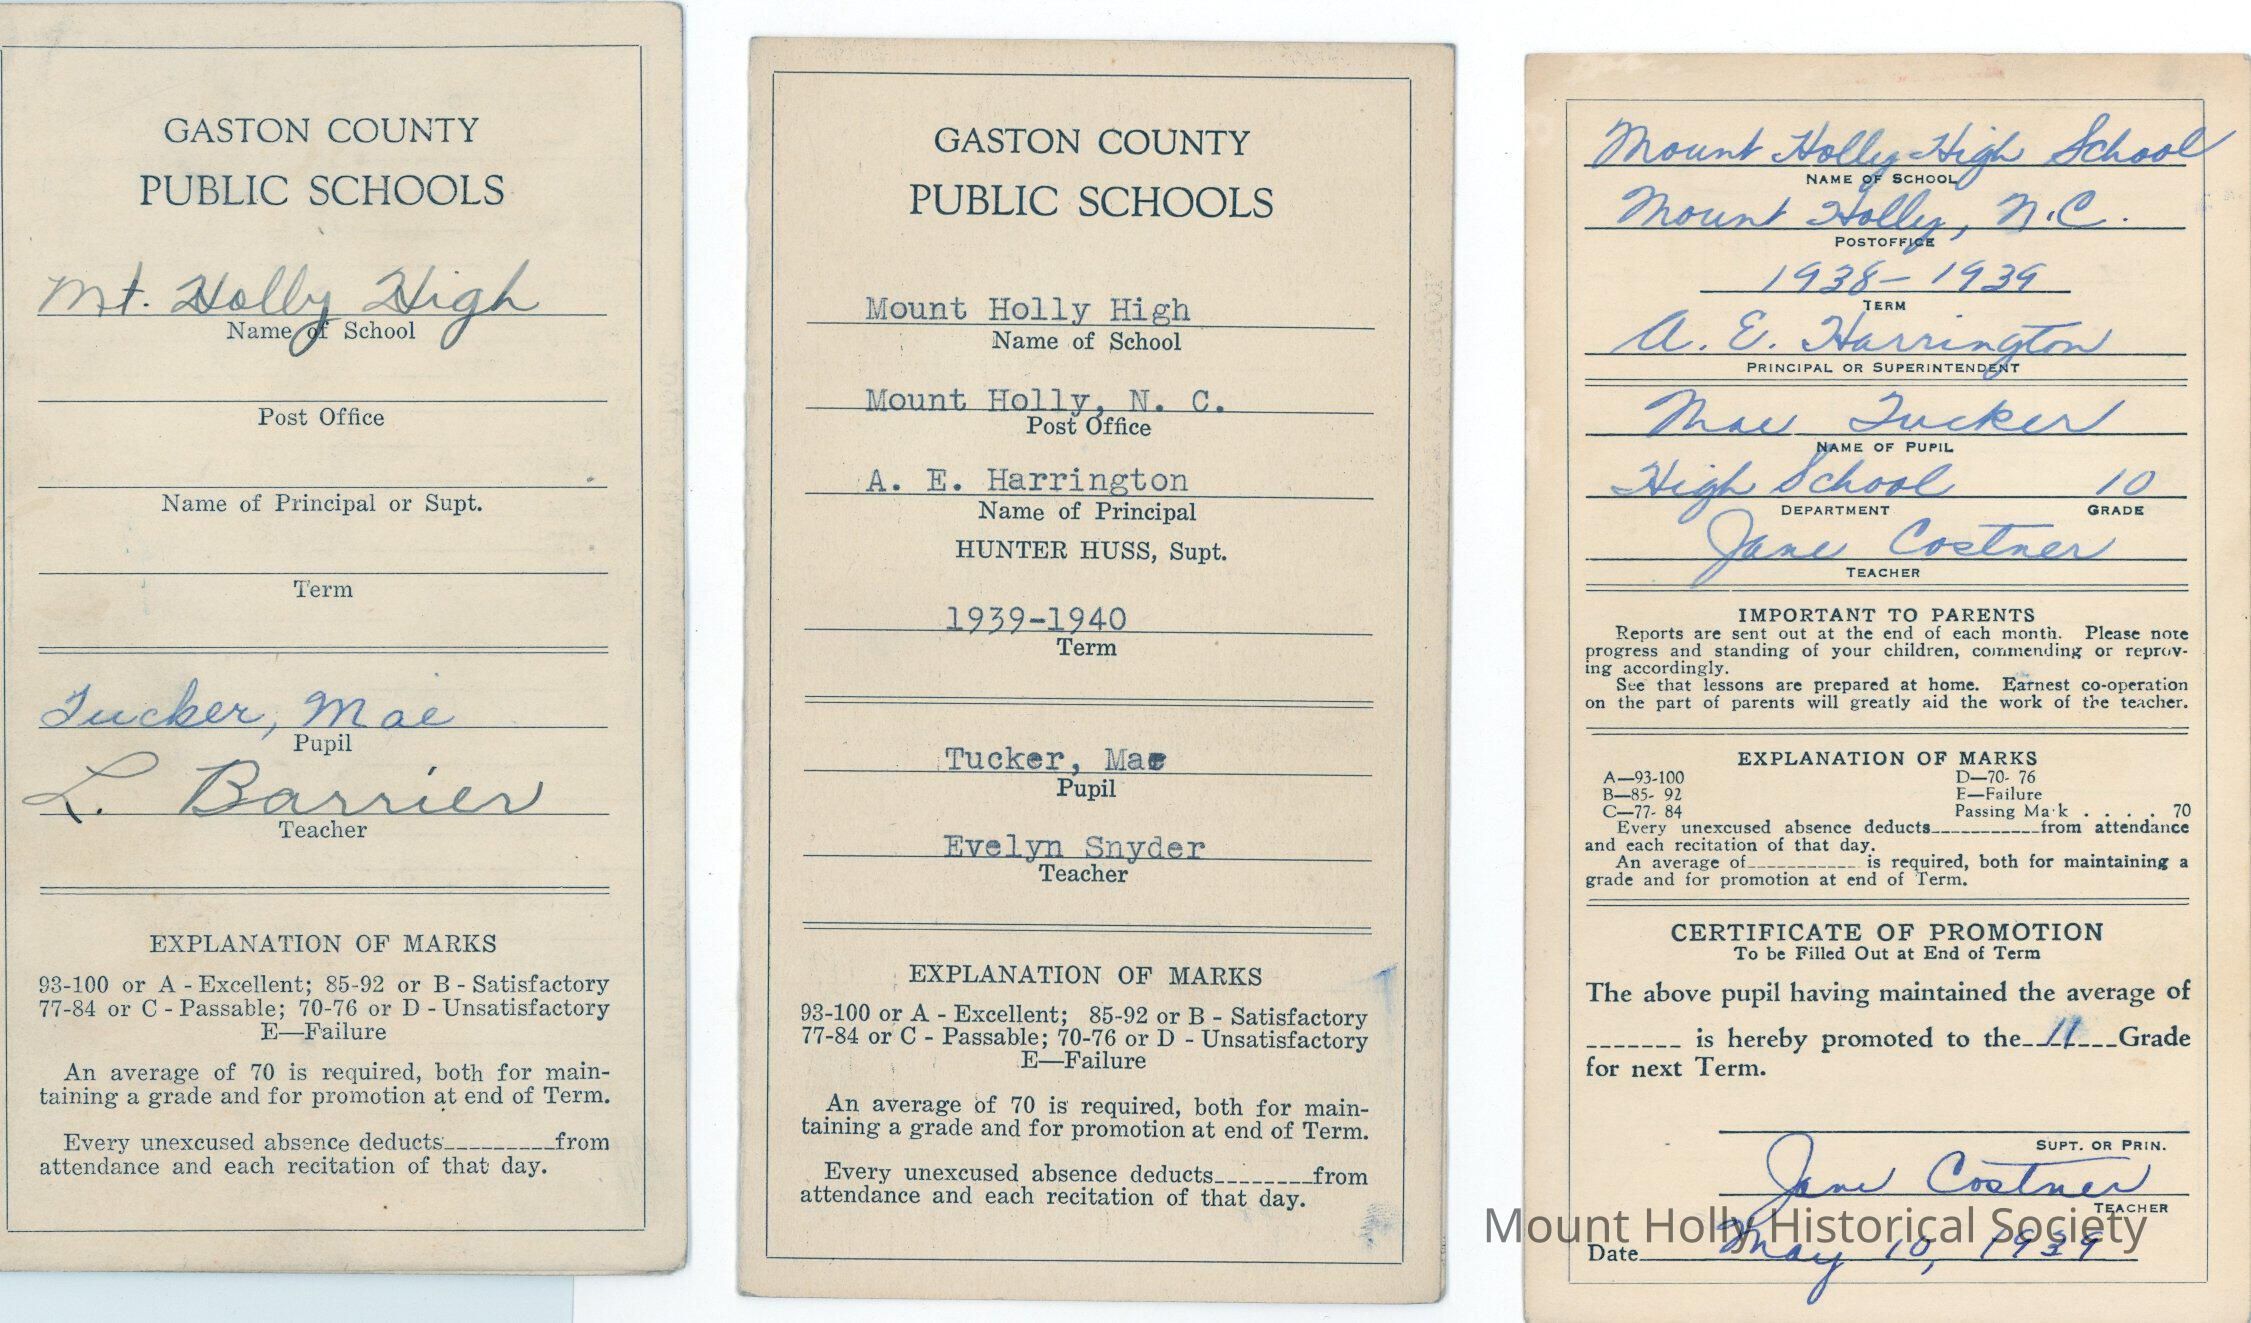 GASTON COUNTY
PUBLIC SCHOOLS
Mt. Holly High
Name of School
Post Office
Name of Principal or Supt.
Term
Tucker, Mae
Pupil
L. Barrier
Teacher
EXPLANATION OF MARKS
93-100 or A - Excellent; 85-92 or B - Satisfactory
77-84 or C - Passable; 70-76 or D - Unsatisfactory
E—Failure
An average of 70 is required, both for main-
taining a grade and for promotion at end of Term.
Every unexcused absence deducts_________from
attendance and each recitation of that day.
GASTON COUNTY
PUBLIC SCHOOLS
Mount Holly High
Name of School
Mount Holly, N. C.
Post Office
A. E. Harrington
Name of Principal
HUNTER HUSS, Supt.
1939-1940
Term
Tucker, Mae
Pupil
Evelyn Snyder
Teacher
EXPLANATION OF MARKS
93-100 or A - Excellent; 85-92 or B - Satisfactory
77-84 or C - Passable; 70-76 or D - Unsatisfactory
E—Failure
An average of 70 is required, both for main-
taining a grade and for promotion at end of Term.
Every unexcused absence deducts________from
attendance and each recitation of that day.
Mount Holly High School
NAME OF SCHOOL
Mount Holly, N.C.
POSTOFFICE
1938-1939
TERM
A. E. Harrington
PRINCIPAL OR SUPERINTENDENT
Mae Tucker
NAME OF PUPIL
High School 10
DEPARTMENT GRADE
Jane Costner
TEACHER
IMPORTANT TO PARENTS
Reports are sent out at the end of each month. Please note
progress and standing of your children, commending or reprov-
ing accordingly.
See that lessons are prepared at home. Earnest co-operation
on the part of parents will greatly aid the work of the teacher.
EXPLANATION OF MARKS
A—93-100 D—70- 76
B—85- 92 E—Failure
C—77- 84 Passing Mark . . . . 70
Every unexcused absence deducts___________from attendance
and each recitation of that day.
An average of___________ is required, both for maintaining a
grade and for promotion at end of Term.
CERTIFICATE OF PROMOTION
To be Filled Out at End of Term
The above pupil having maintained the average of
_______ is hereby promoted to the 11 Grade
for next Term.
SUPT. OR PRIN.
Jane Costner
TEACHER
Mount Holly Historical Society
Date May 10, 1939